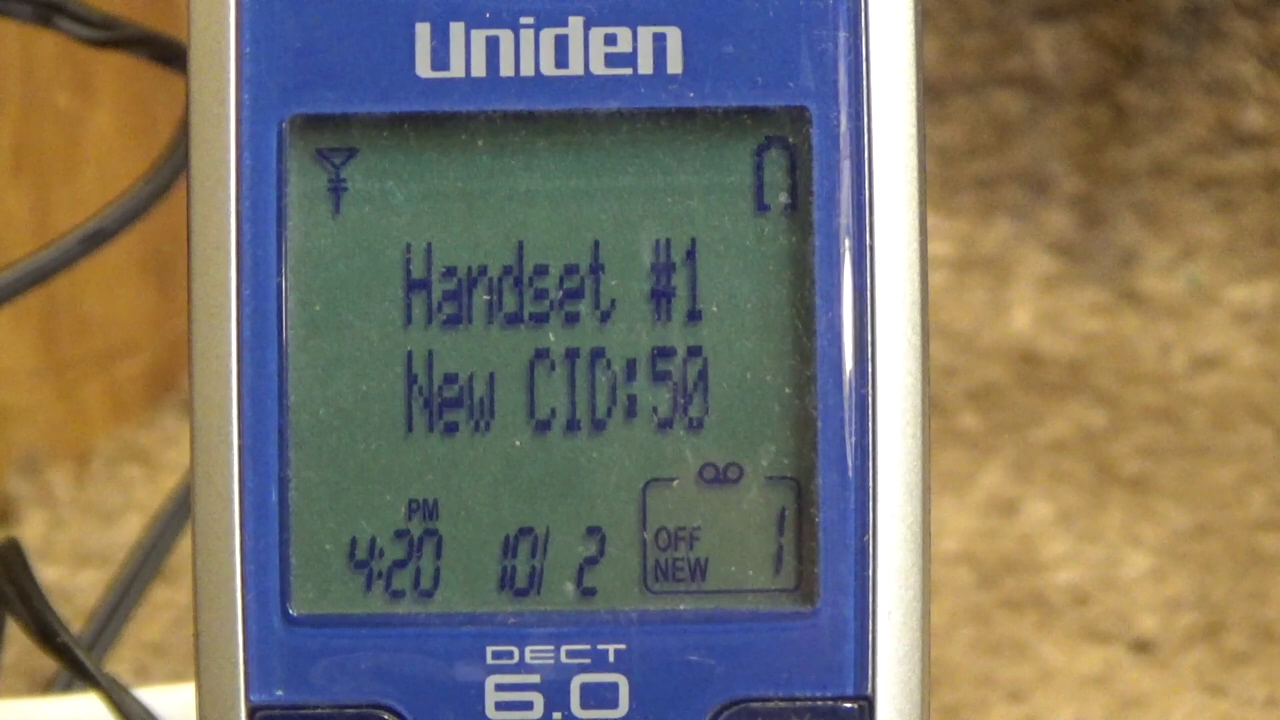 Uniden
Handset #1
New CID:50
PM
4:20 10/ 2
OFF
NEW 1
DECT
6.0